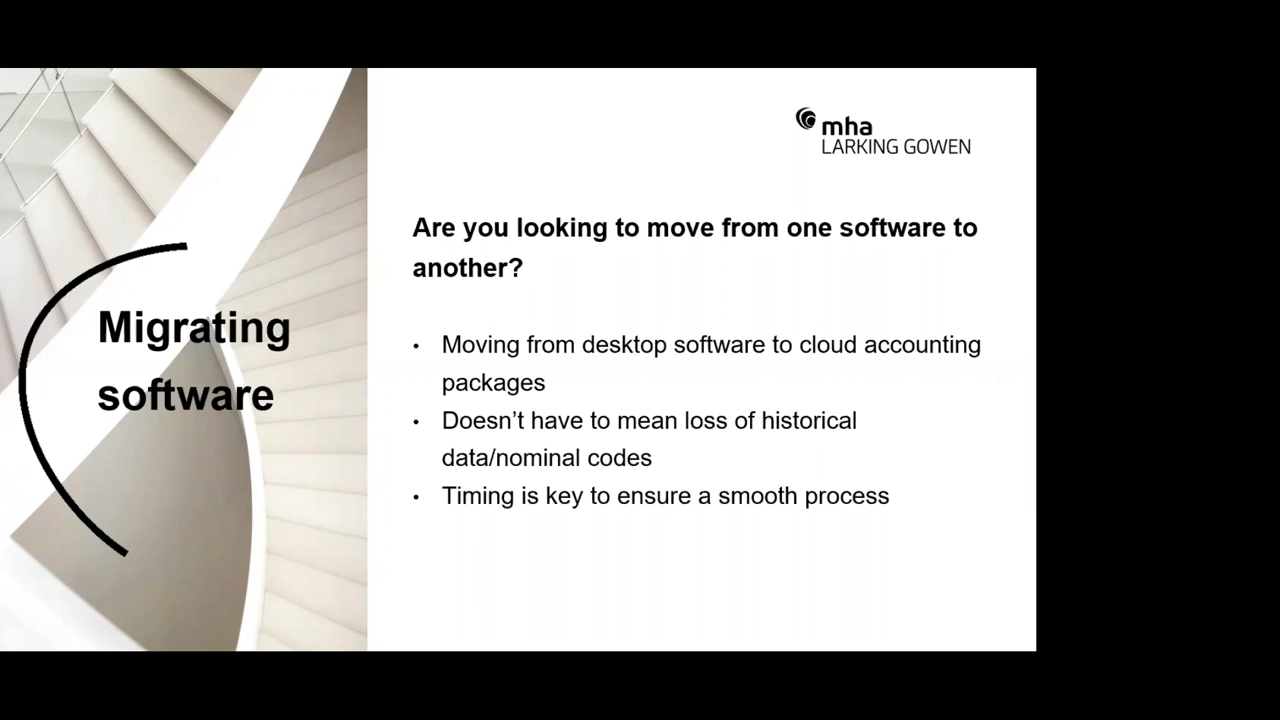 mha
LARKING GOWEN
Migrating
software
Are you looking to move from one software to
another?
• Moving from desktop software to cloud accounting
packages
• Doesn’t have to mean loss of historical
data/nominal codes
• Timing is key to ensure a smooth process